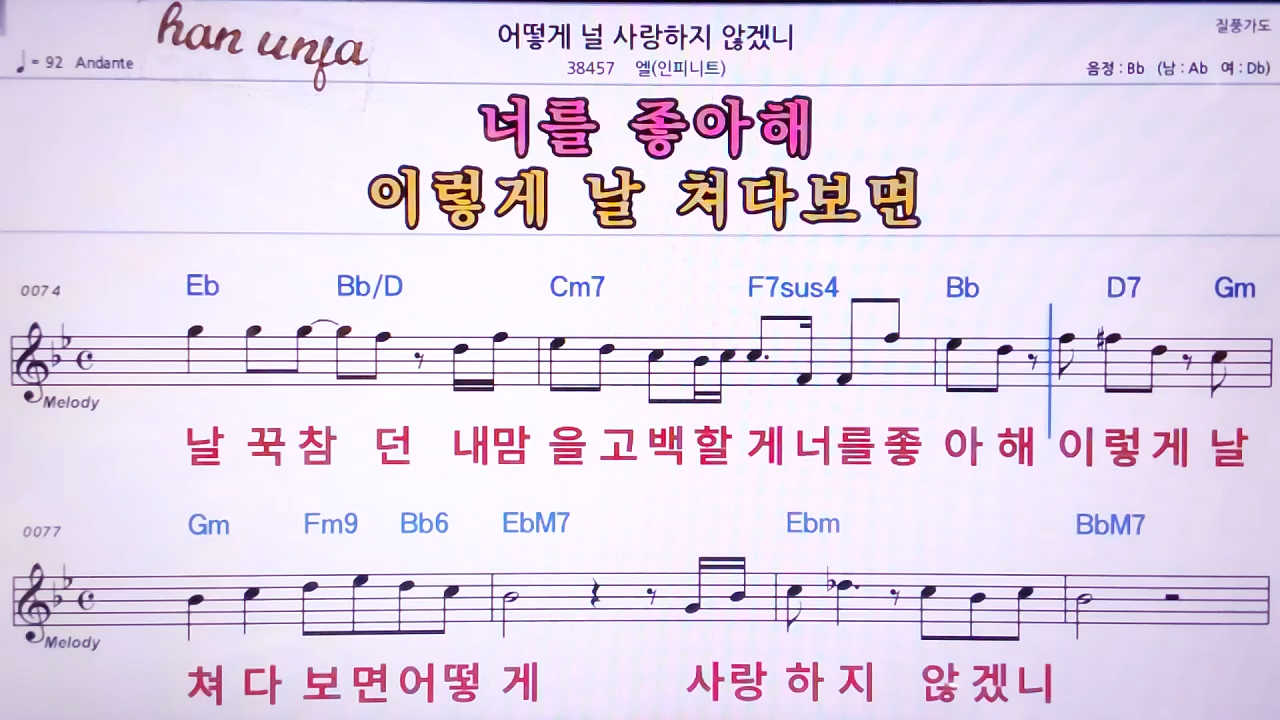 han unfa
어떻게 널 사랑하지 않겠니
질풍가도
♩= 92 Andante
38457 엘(인피니트)
음정 : Bb (남 : Ab 여 : Db)
너를 좋아해
이렇게 날 쳐다보면
0074
Eb Bb/D Cm7 F7sus4 Bb D7 Gm
Melody
날 꾹 참 던 내맘 을 고 백 할 게 너 를 좋 아 해 이 렇 게 날
0077
Gm Fm9 Bb6 EbM7 Ebm BbM7
Melody
쳐 다 보 면 어 떻 게 사 랑 하 지 않 겠 니